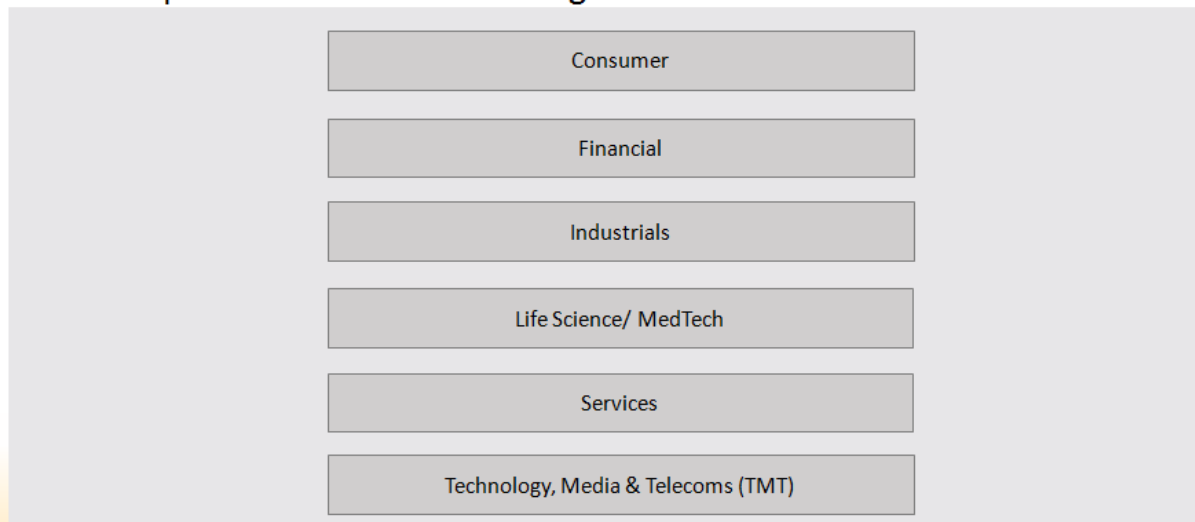 Consumer
Financial
Industrials
Life Science/ MedTech
Services
Technology, Media & Telecoms (TMT)